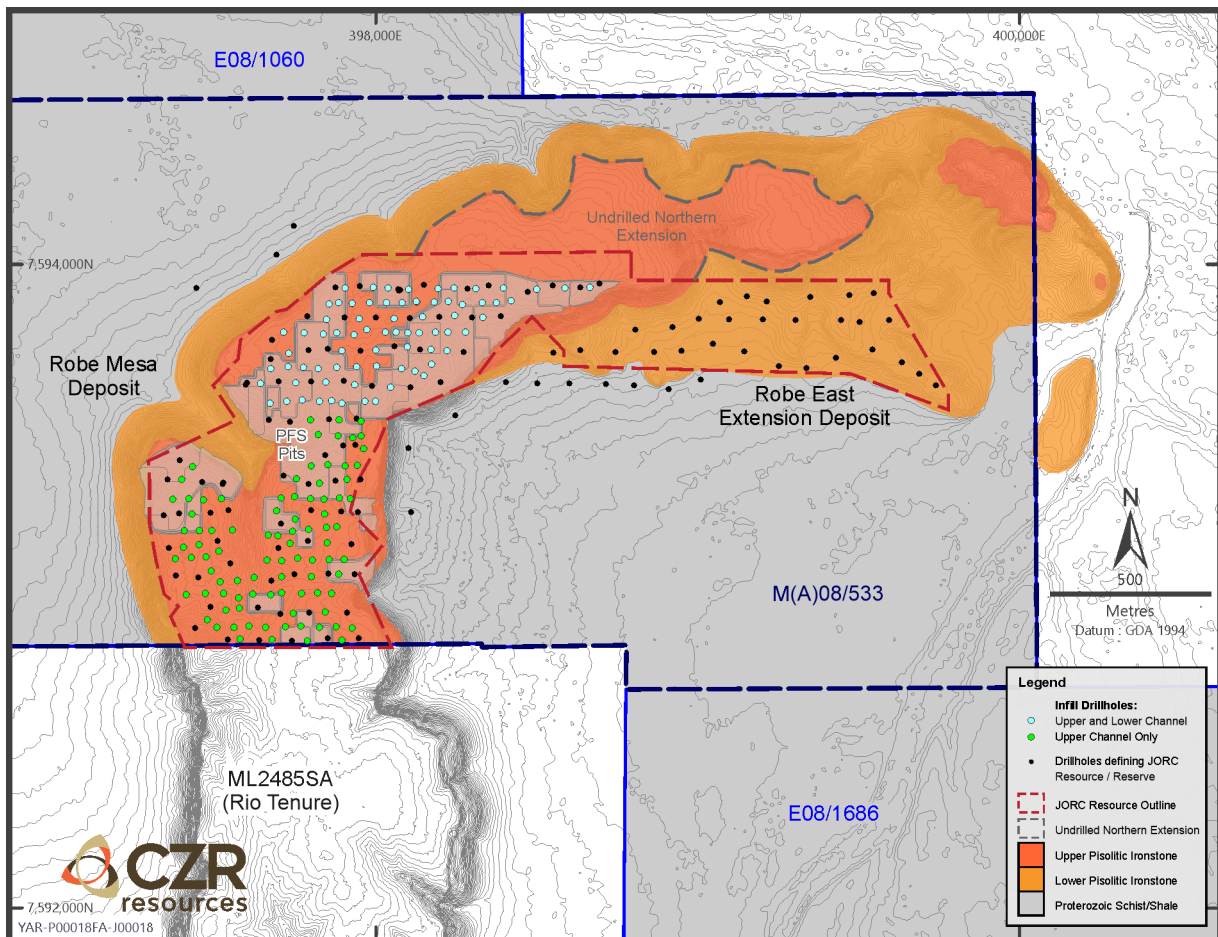 398,000E
400,000E
E08/1060
Undrilled Northern
Extension
7,594,000N
Robe Mesa
Deposit
Robe East
Extension Deposit
PFS
Pits
N
500
Metres
Datum : GDA 1994
M(A)08/533
ML2485SA
(Rio Tenure)
E08/1686
Legend
Infill Drillholes:
Upper and Lower Channel
Upper Channel Only
Drillholes defining JORC
Resource / Reserve
JORC Resource Outline
Undrilled Northern Extension
Upper Pisolitic Ironstone
Lower Pisolitic Ironstone
Proterozoic Schist/Shale
CZR
resources
7,592,000N
YAR-P00018FA-J00018